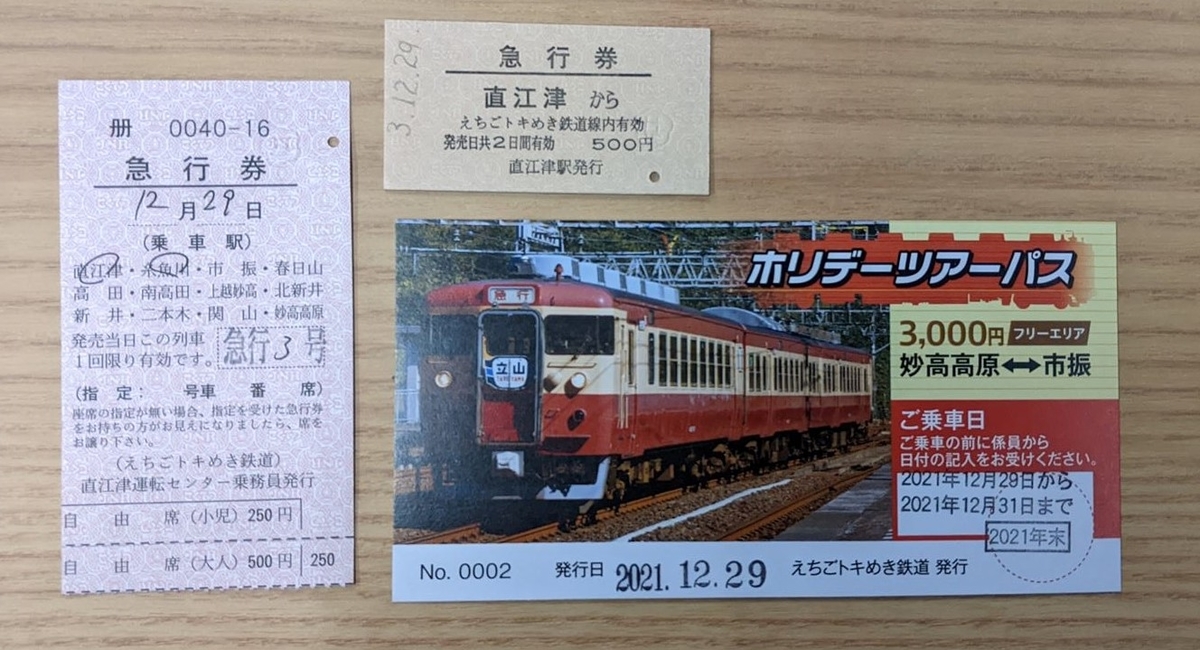 冊 0040-16
急行券
12月29日
(乗車駅)
直江津・糸魚川・市 振・春日山
高 田・南高田・上越妙高・北新井
新 井・二本木・関 山・妙高高原
発売当日この列車
1回限り有効です。
急行3号
(指定: 号車 番 席)
座席の指定が無い場合、指定を受けた急行券
をお持ちの方がお見えになりましたら、席を
お譲り下さい。
(えちごトキめき鉄道)
直江津運転センター乗務員発行
自 由 席(小児)250円
自 由 席(大人)500円 250
3.12.29.
急行券
直江津 から
えちごトキめき鉄道線内有効
発売日共2日間有効 500円
直江津駅発行
急行
立山
TATEYAMA
ホリデーツアーパス
3,000円 フリーエリア
妙高高原↔市振
ご乗車日
ご乗車の前に係員から
日付の記入をお受けください。
2021年12月29日から
2021年12月31日まで
2021年末
No. 0002 発行日 2021.12.29 えちごトキめき鉄道 発行